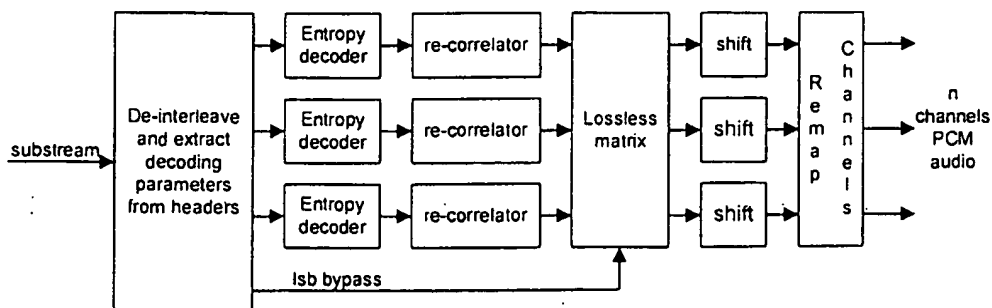 substream
De-interleave
and extract
decoding
parameters
from headers
Entropy
decoder
re-correlator
Entropy
decoder
re-correlator
Entropy
decoder
re-correlator
lsb bypass
Lossless
matrix
shift
shift
shift
Remap
Channels
n
channels
PCM
audio